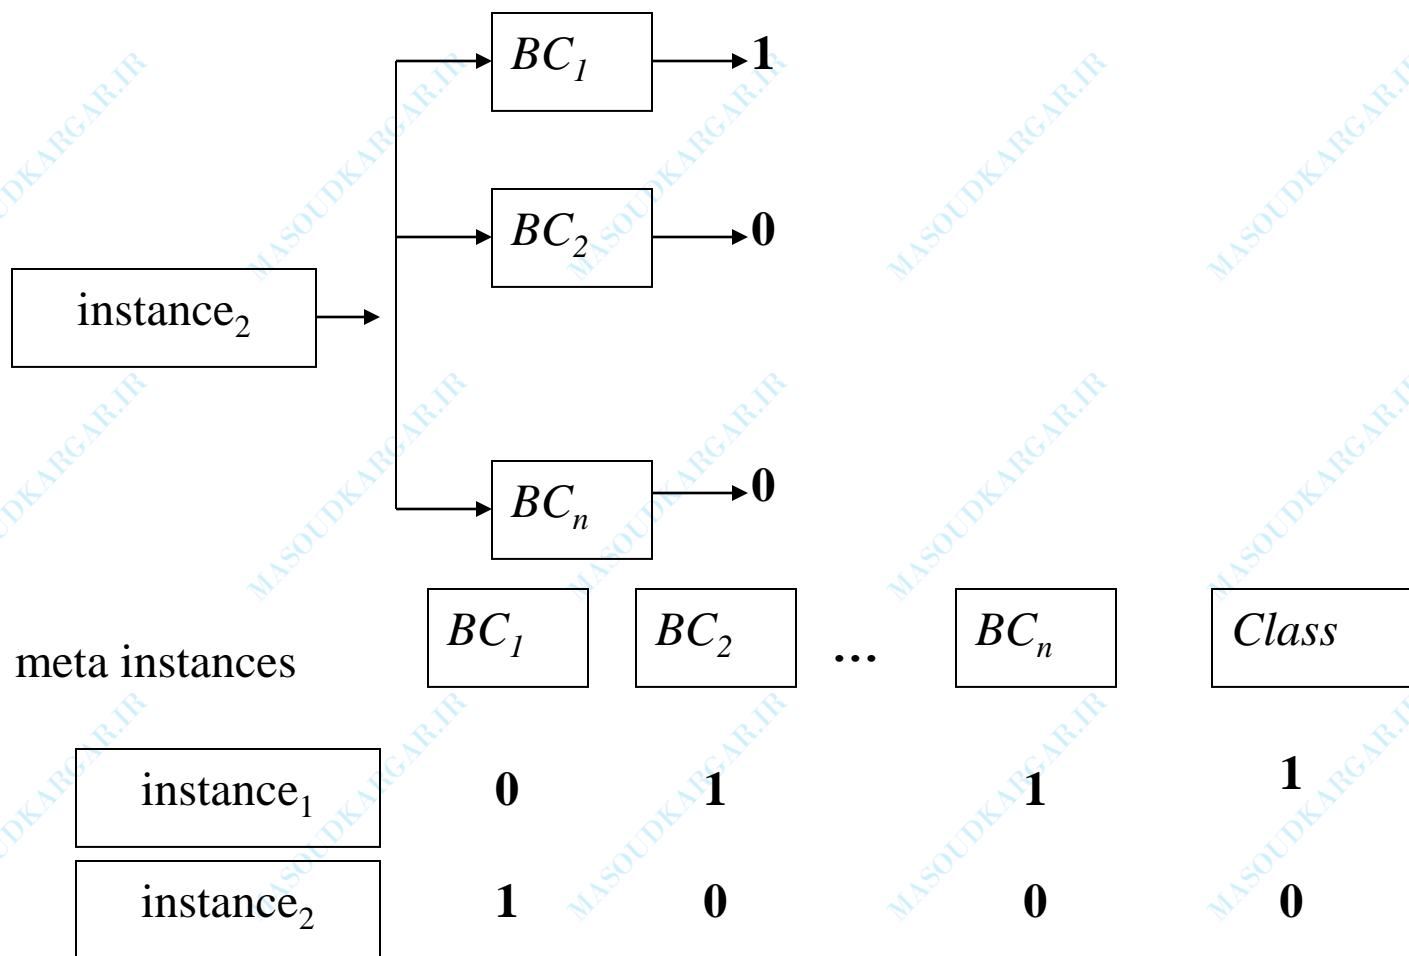 BC1 1
BC2 0
instance2
BCn 0
meta instances BC1 BC2 ... BCn Class
instance1 0 1 1 1
instance2 1 0 0 0
MASOUDKARGAR.IR